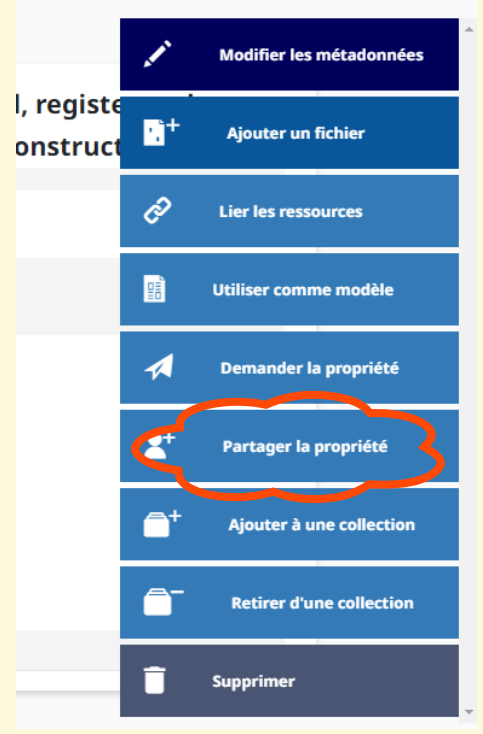 Modifier les métadonnées
l, registe
Ajouter un fichier
onstruct
Lier les ressources
Utiliser comme modèle
Demander la propriété
Partager la propriété
Ajouter à une collection
Retirer d'une collection
Supprimer